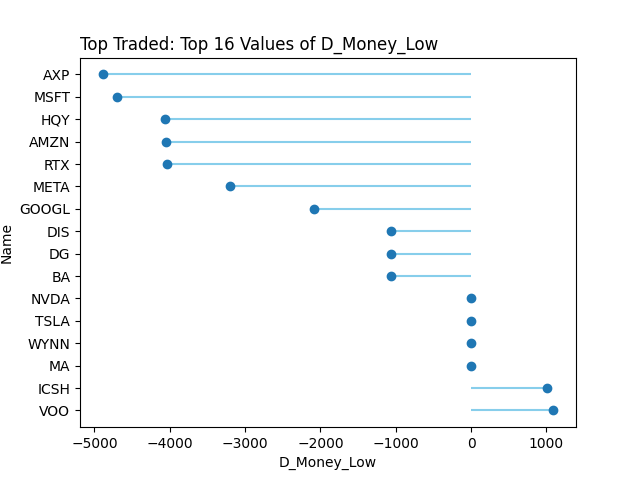 Top Traded: Top 16 Values of D_Money_Low
Name
AXP
MSFT
HQY
AMZN
RTX
META
GOOGL
DIS
DG
BA
NVDA
TSLA
WYNN
MA
ICSH
VOO
−5000 −4000 −3000 −2000 −1000 0 1000
D_Money_Low